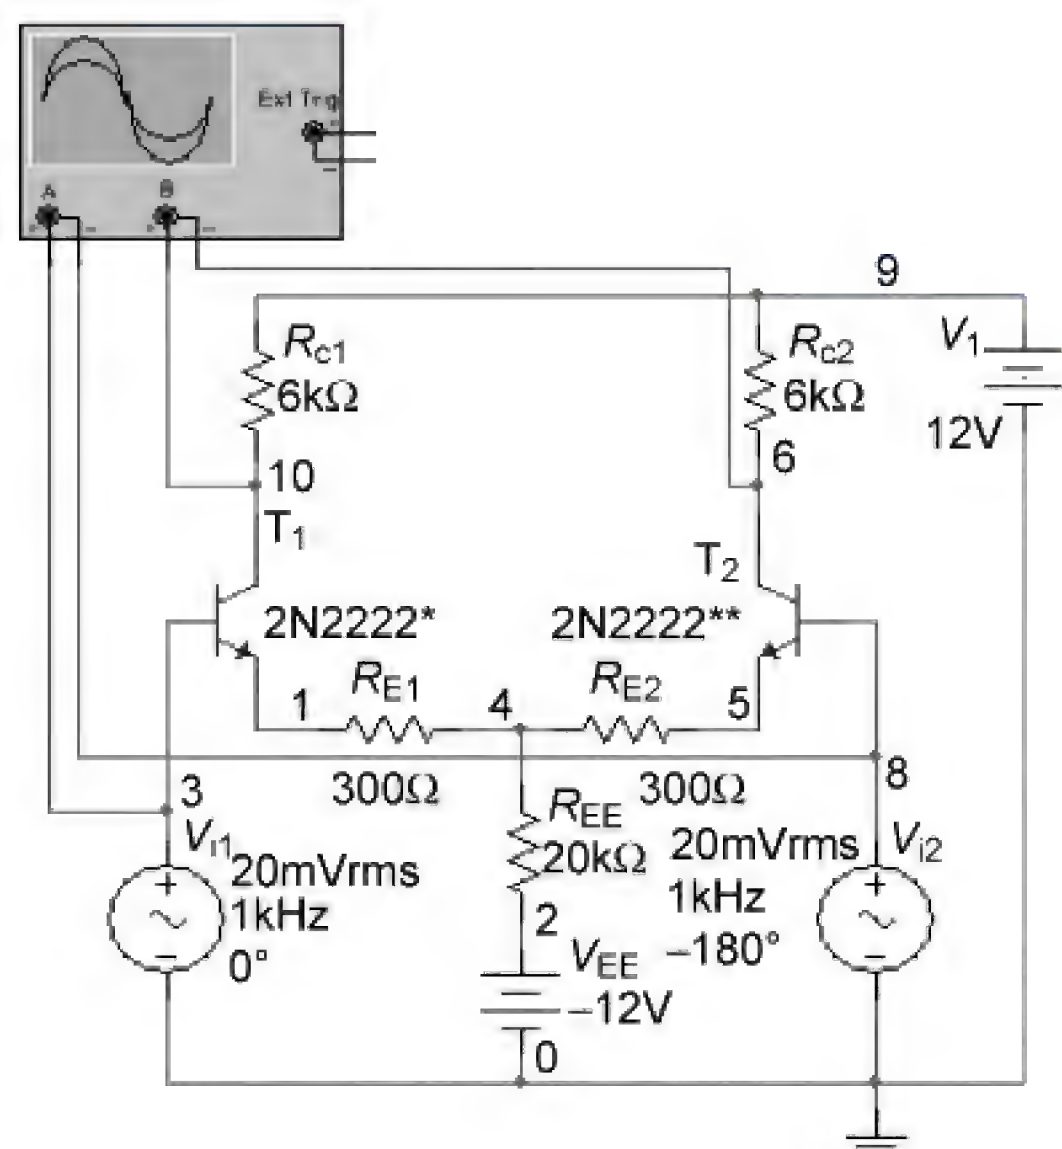 Ext Trig
+
−
A
B
+
−
+
−
9
Rc1
6kΩ
Rc2
6kΩ
V1
12V
10
6
T1
T2
2N2222*
2N2222**
RE1
RE2
1
4
5
300Ω
300Ω
8
3
Vi1
20mVrms
1kHz
0°
+
−
REE
20kΩ
2
VEE
−12V
0
20mVrms
1kHz
−180°
Vi2
+
−